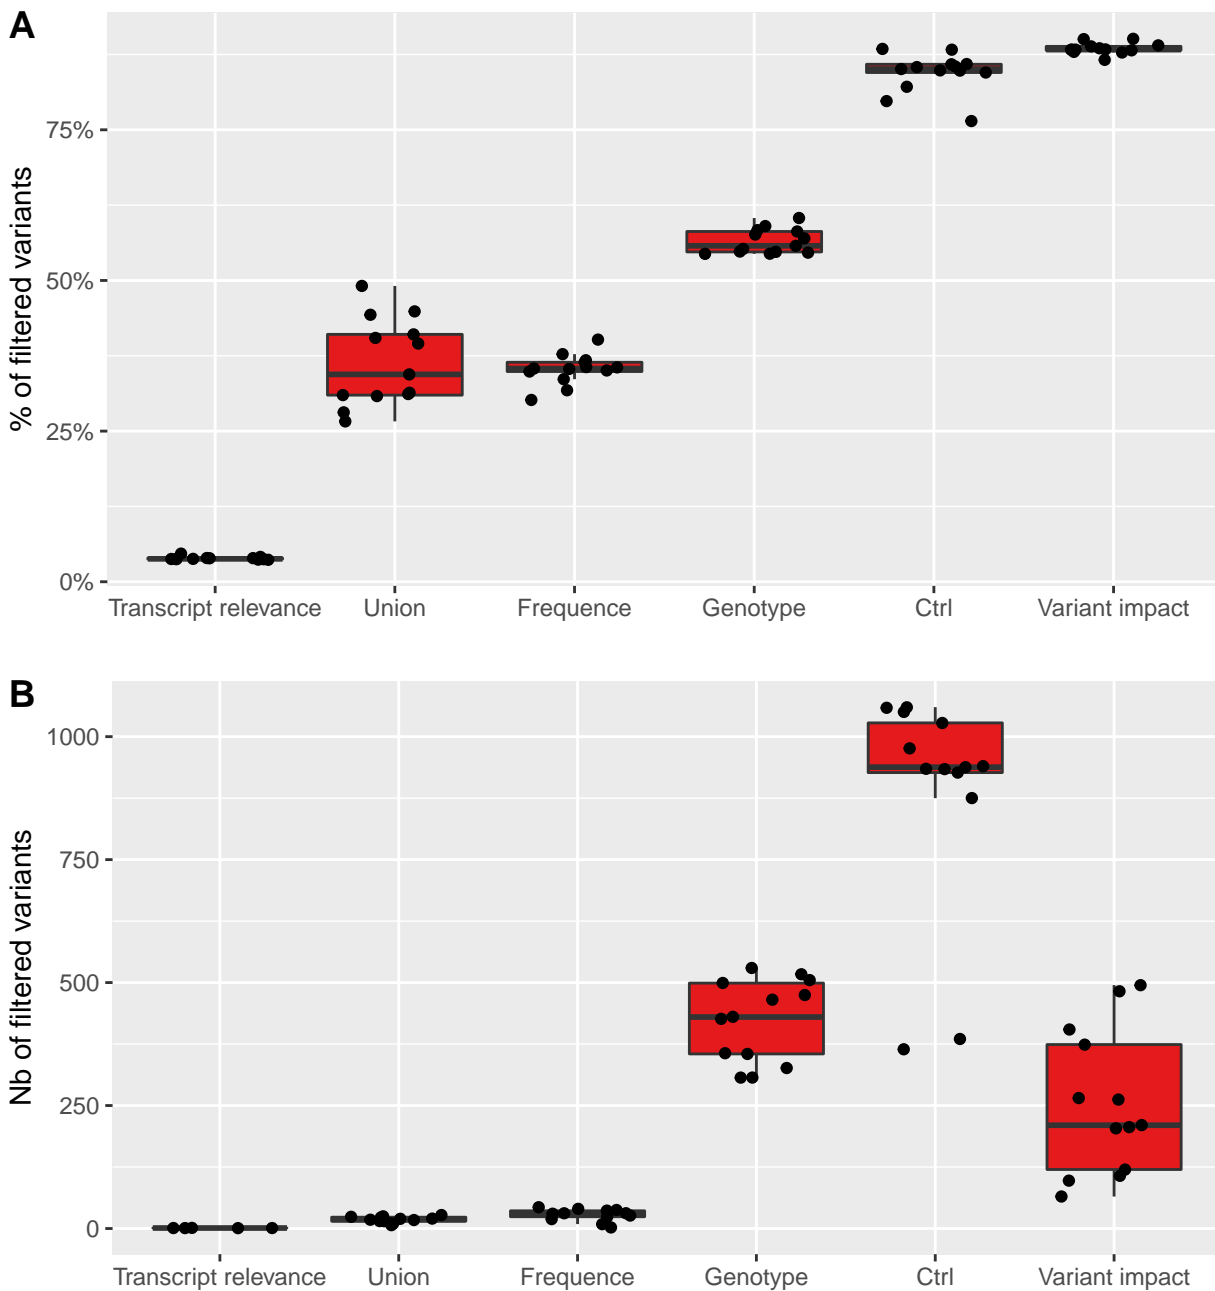 A
% of filtered variants
75%
50%
25%
0%
Transcript relevance Union Frequence Genotype Ctrl Variant impact
B
Nb of filtered variants
1000
750
500
250
0
Transcript relevance Union Frequence Genotype Ctrl Variant impact